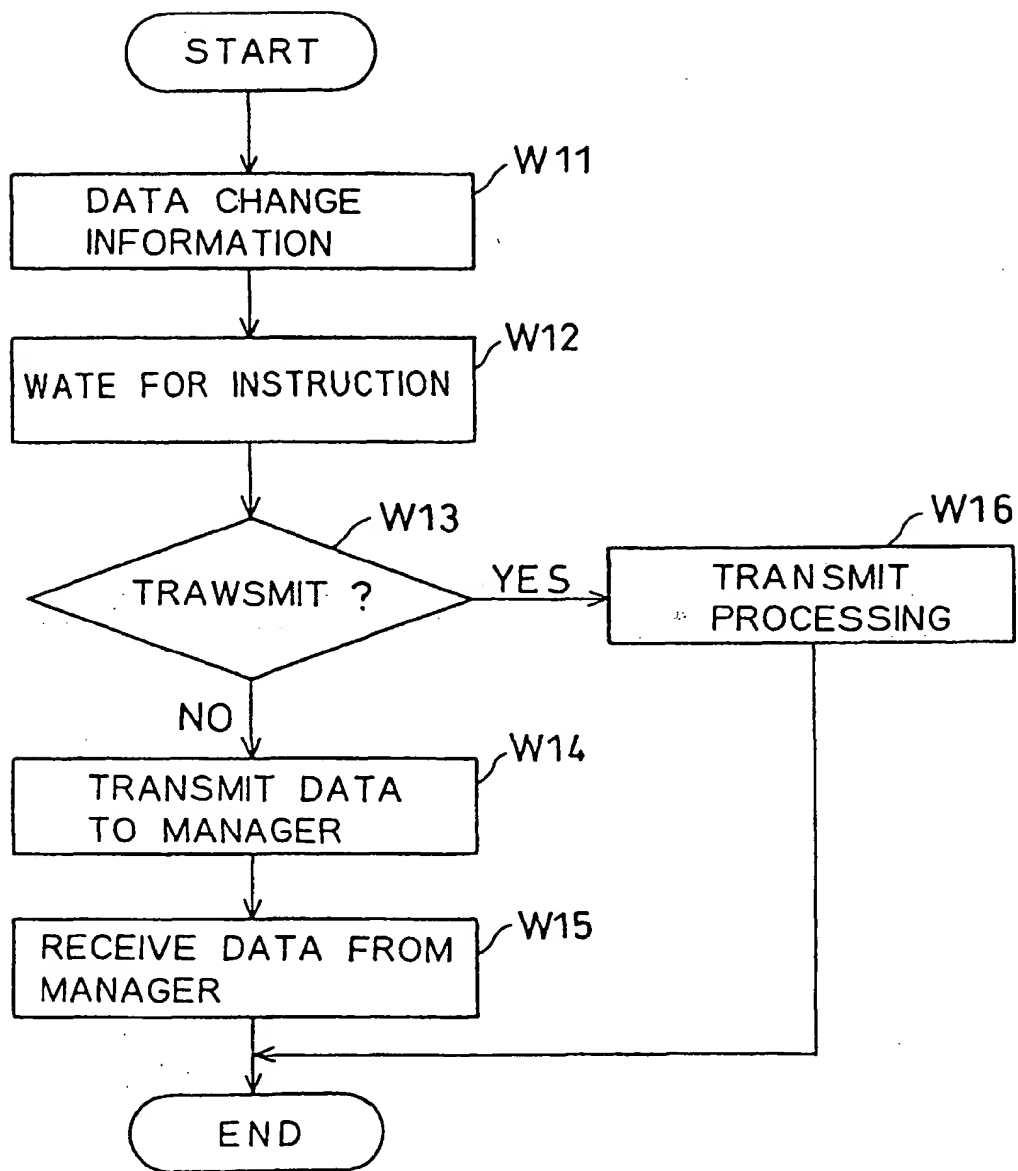 START
W11
DATA CHANGE
INFORMATION
W12
WATE FOR INSTRUCTION
W13
TRAWSMIT ?
YES
W16
TRANSMIT
PROCESSING
NO
W14
TRANSMIT DATA
TO MANAGER
W15
RECEIVE DATA FROM
MANAGER
END